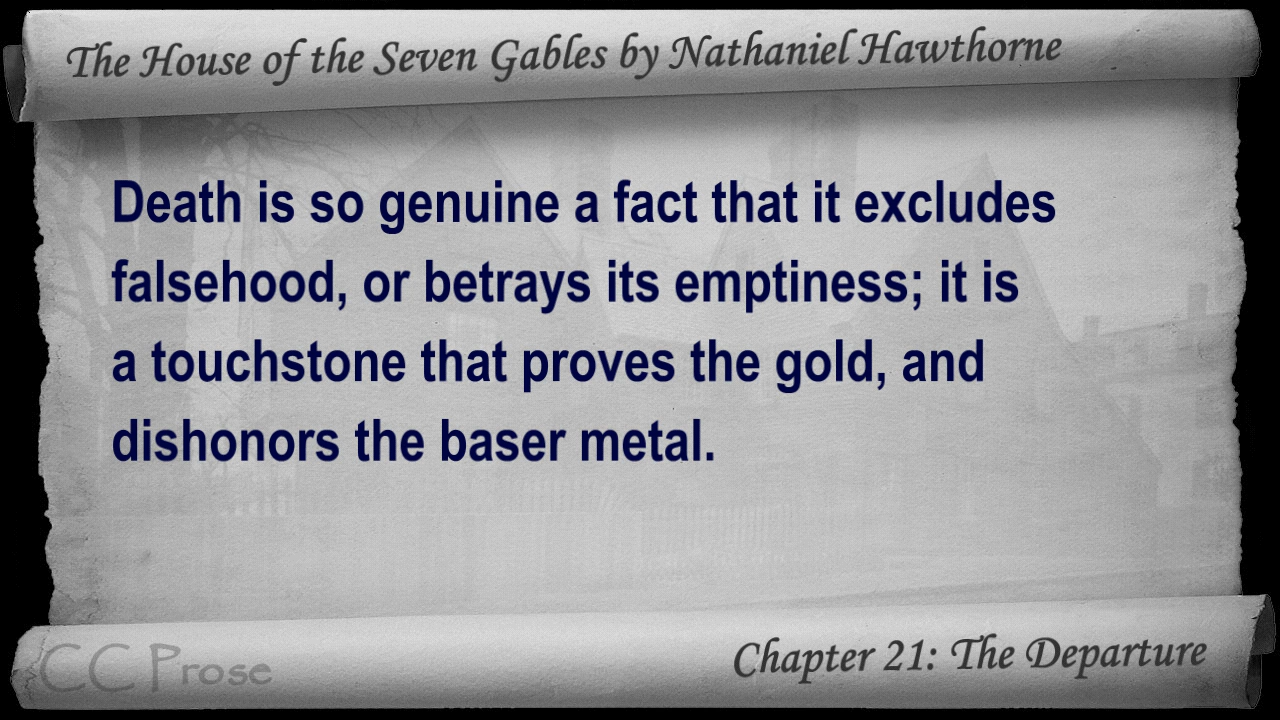 The House of the Seven Gables by Nathaniel Hawthorne
Death is so genuine a fact that it excludes
falsehood, or betrays its emptiness; it is
a touchstone that proves the gold, and
dishonors the baser metal.
CC Prose
Chapter 21: The Departure